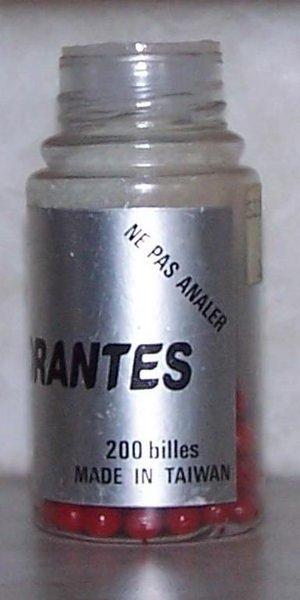 NE PAS ANALER
RANTES
200 billes
MADE IN TAIWAN